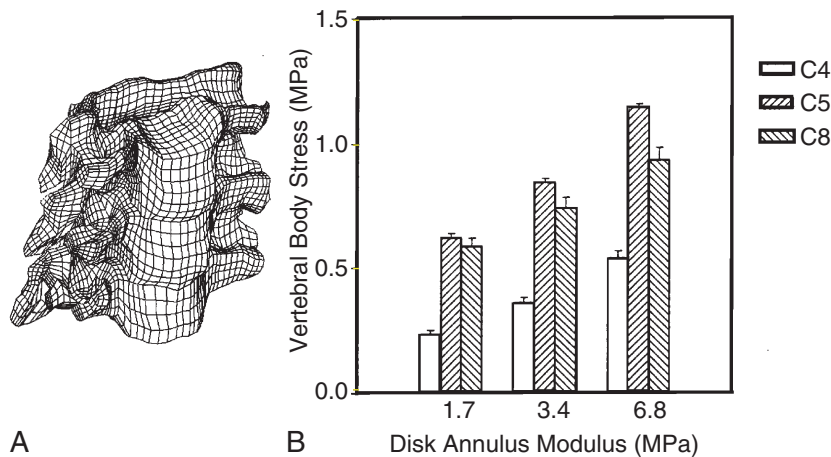 1.5
C4
C5
C8
1.0
0.5
0.0
Vertebral Body Stress (MPa)
1.7 3.4 6.8
A B Disk Annulus Modulus (MPa)